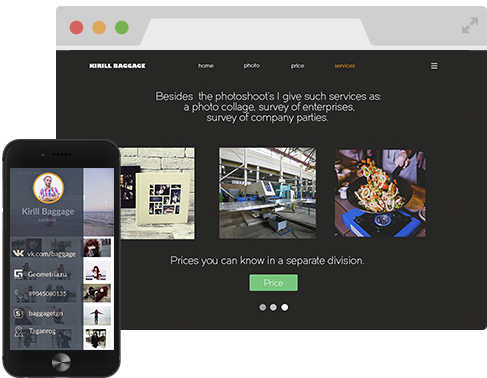 KIRILL BAGGAGE
home
photo
price
services
Besides the photoshoot's I give such services as:
a photo collage, survey of enterprises,
survey of company parties.
Prices you can know in a separate division.
Price
Kirill Baggage
vk.com/baggage
Geometria.ru
89045080135
baggagetgn
Taganrog